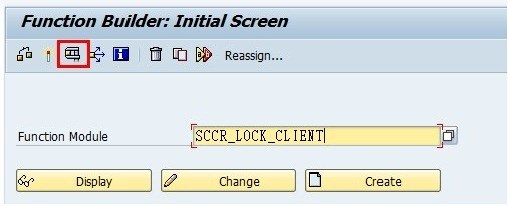 Function Builder: Initial Screen
Reassign...
Function Module
SCCR_LOCK_CLIENT
Display
Change
Create